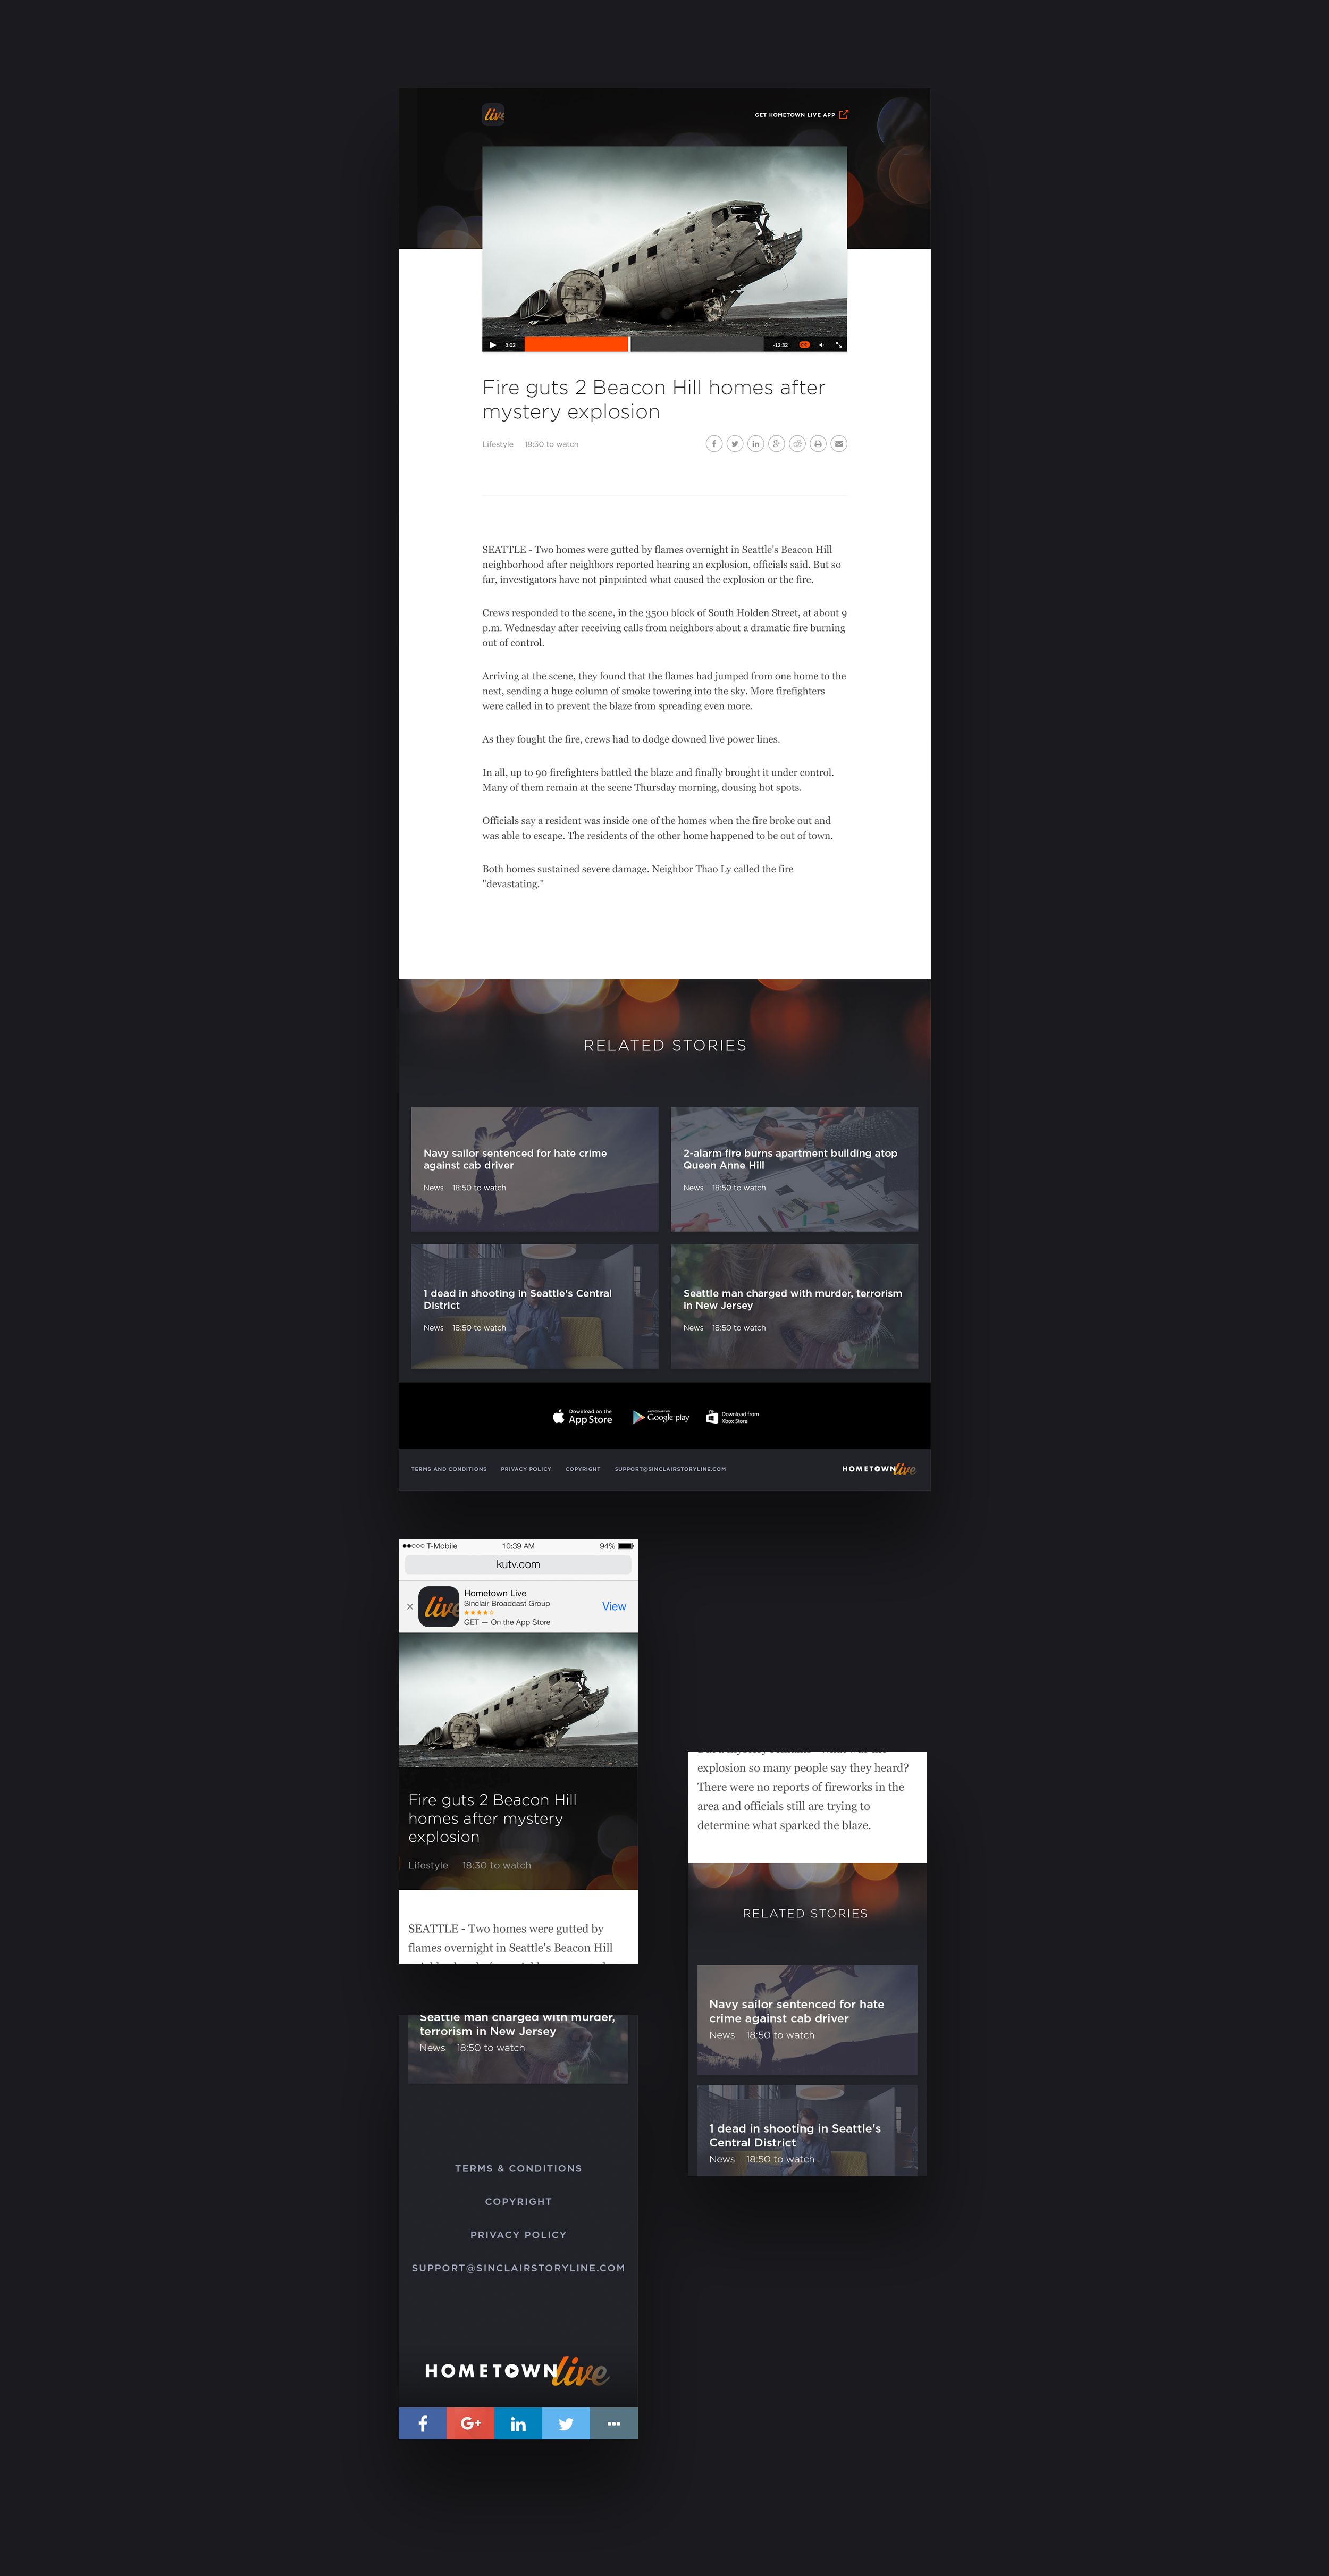 live
GET HOMETOWN LIVE APP
3:02
-12:32
CC
Fire guts 2 Beacon Hill homes after
mystery explosion
Lifestyle 18:30 to watch
SEATTLE - Two homes were gutted by flames overnight in Seattle's Beacon Hill
neighborhood after neighbors reported hearing an explosion, officials said. But so
far, investigators have not pinpointed what caused the explosion or the fire.
Crews responded to the scene, in the 3500 block of South Holden Street, at about 9
p.m. Wednesday after receiving calls from neighbors about a dramatic fire burning
out of control.
Arriving at the scene, they found that the flames had jumped from one home to the
next, sending a huge column of smoke towering into the sky. More firefighters
were called in to prevent the blaze from spreading even more.
As they fought the fire, crews had to dodge downed live power lines.
In all, up to 90 firefighters battled the blaze and finally brought it under control.
Many of them remain at the scene Thursday morning, dousing hot spots.
Officials say a resident was inside one of the homes when the fire broke out and
was able to escape. The residents of the other home happened to be out of town.
Both homes sustained severe damage. Neighbor Thao Ly called the fire
"devastating."
RELATED STORIES
Navy sailor sentenced for hate crime
against cab driver
News 18:50 to watch
2-alarm fire burns apartment building atop
Queen Anne Hill
News 18:50 to watch
1 dead in shooting in Seattle's Central
District
News 18:50 to watch
Seattle man charged with murder, terrorism
in New Jersey
News 18:50 to watch
Download on the
App Store
Google play
Download from
Xbox Store
TERMS AND CONDITIONS PRIVACY POLICY COPYRIGHT SUPPORT@SINCLAIRSTORYLINE.COM
HOMETOWN live
T-Mobile 10:39 AM 94%
kutv.com
live
Hometown Live
Sinclair Broadcast Group
GET — On the App Store
View
Fire guts 2 Beacon Hill
homes after mystery
explosion
Lifestyle 18:30 to watch
SEATTLE - Two homes were gutted by
flames overnight in Seattle's Beacon Hill
explosion so many people say they heard?
There were no reports of fireworks in the
area and officials still are trying to
determine what sparked the blaze.
RELATED STORIES
Navy sailor sentenced for hate
crime against cab driver
News 18:50 to watch
1 dead in shooting in Seattle's
Central District
News 18:50 to watch
Seattle man charged with murder,
terrorism in New Jersey
News 18:50 to watch
TERMS & CONDITIONS
COPYRIGHT
PRIVACY POLICY
SUPPORT@SINCLAIRSTORYLINE.COM
HOMETOWN live